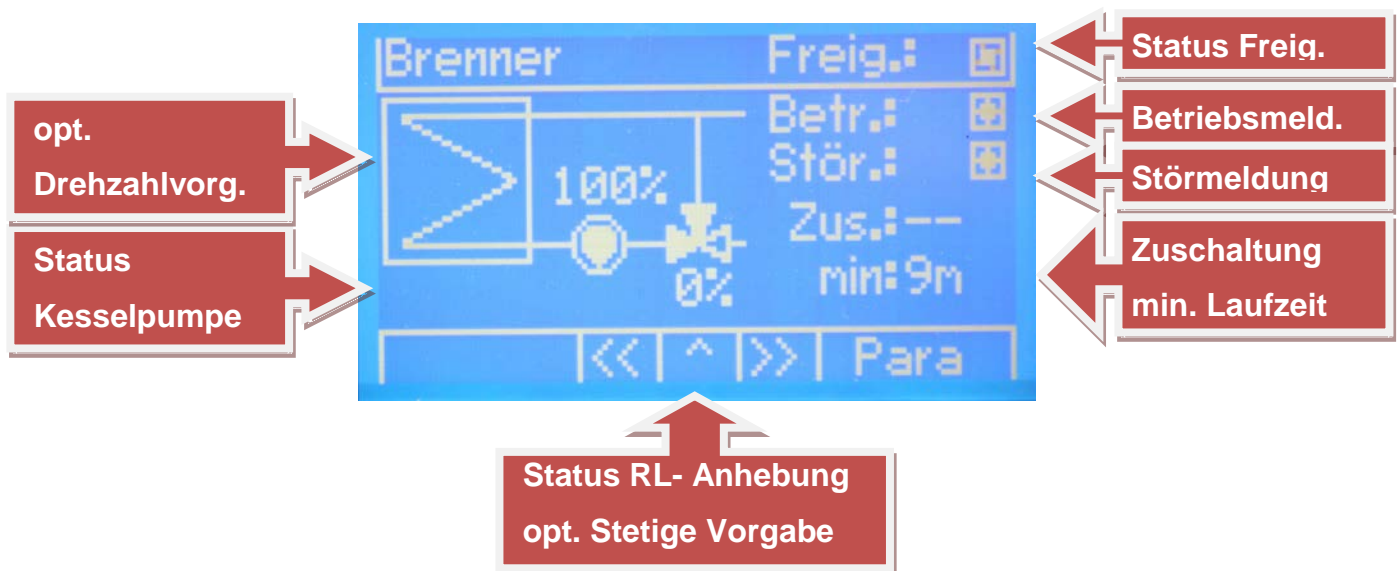 Brenner Freig.:
Betr.:
Stör.:
100%
Zus.:--
0%
min:9m
<< ^ >> Para
opt.
Drehzahlvorg.
Status
Kesselpumpe
Status Freig.
Betriebsmeld.
Störmeldung
Zuschaltung
min. Laufzeit
Status RL- Anhebung
opt. Stetige Vorgabe